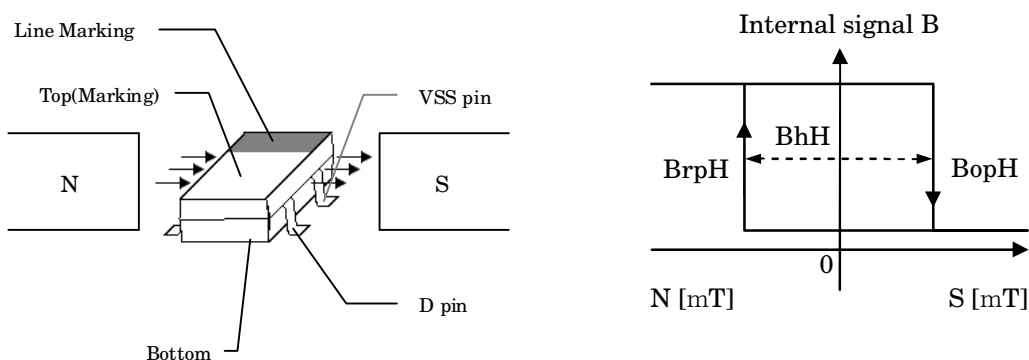 Line Marking
Top(Marking)
VSS pin
N
S
D pin
Bottom
Internal signal B
BhH
BrpH
BopH
0
N [mT]
S [mT]